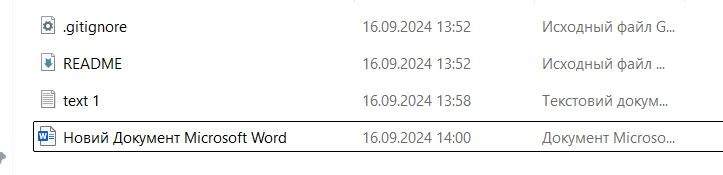 .gitignore 16.09.2024 13:52 Исходный файл G...
README 16.09.2024 13:52 Исходный файл ...
text 1 16.09.2024 13:58 Текстовий докум...
Новий Документ Microsoft Word 16.09.2024 14:00 Документ Microso...